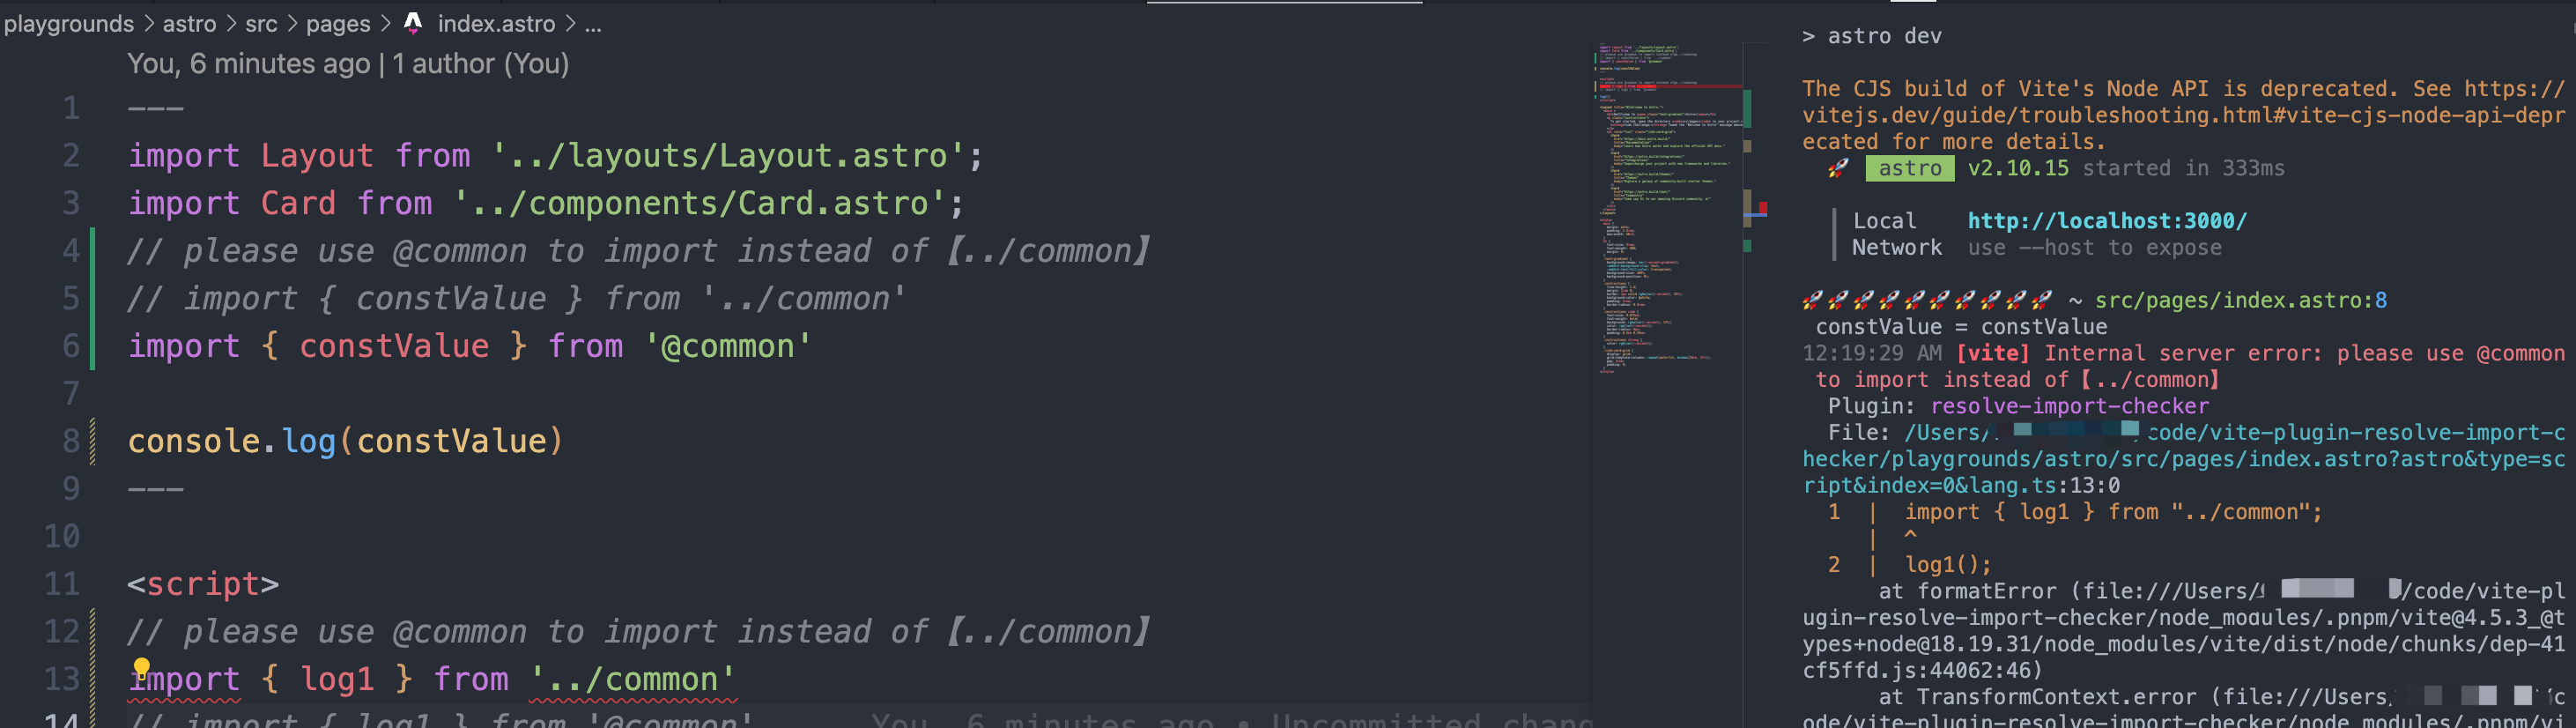 playgrounds > astro > src > pages > index.astro > ...
You, 6 minutes ago | 1 author (You)
1 ---
2 import Layout from '../layouts/Layout.astro';
3 import Card from '../components/Card.astro';
4 // please use @common to import instead of【../common】
5 // import { constValue } from '../common'
6 import { constValue } from '@common'
7
8 console.log(constValue)
9 ---
10
11 <script>
12 // please use @common to import instead of【../common】
13 import { log1 } from '../common'
14 // import { log1 } from '@common' You, 6 minutes ago • Uncommitted chang
> astro dev
The CJS build of Vite's Node API is deprecated. See https://
vitejs.dev/guide/troubleshooting.html#vite-cjs-node-api-depr
ecated for more details.
🚀 astro v2.10.15 started in 333ms
┃ Local http://localhost:3000/
┃ Network use --host to expose
🚀🚀🚀🚀🚀🚀🚀🚀🚀🚀 ~ src/pages/index.astro:8
constValue = constValue
12:19:29 AM [vite] Internal server error: please use @common
to import instead of【../common】
Plugin: resolve-import-checker
File: /Users/ code/vite-plugin-resolve-import-c
hecker/playgrounds/astro/src/pages/index.astro?astro&type=sc
ript&index=0&lang.ts:13:0
1 | import { log1 } from "../common";
| ^
2 | log1();
at formatError (file:///Users/ /code/vite-pl
ugin-resolve-import-checker/node_modules/.pnpm/vite@4.5.3_@t
ypes+node@18.19.31/node_modules/vite/dist/node/chunks/dep-41
cf5ffd.js:44062:46)
at TransformContext.error (file:///Users /c
ode/vite-plugin-resolve-import-checker/node_modules/.pnpm/vi